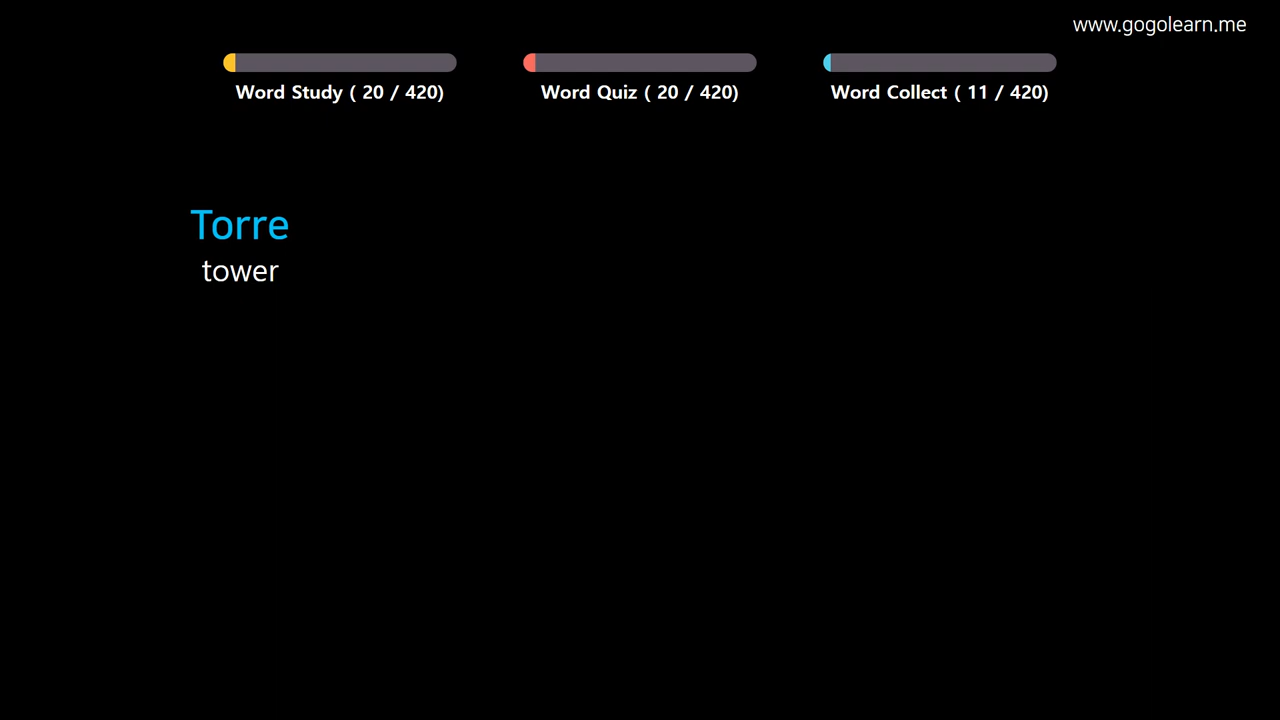 www.gogolearn.me
Word Study ( 20 / 420)
Word Quiz ( 20 / 420)
Word Collect ( 11 / 420)
Torre
tower